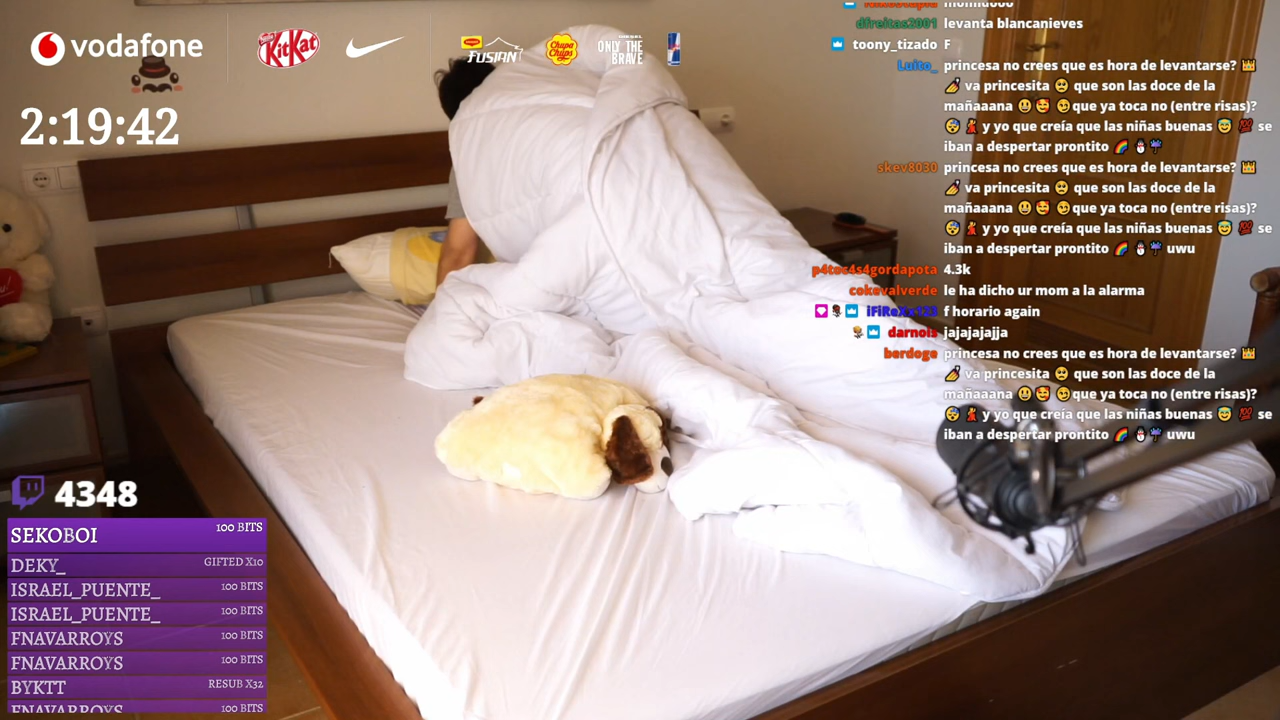 vodafone
KitKat
FUSIAN
Chupa Chups
DIESEL
ONLY THE
BRAVE
2:19:42
dfreitas2001 levanta blancanieves
toony_tizado F
Luito_ princesa no crees que es hora de levantarse? 👑
💅 va princesita 🥺 que son las doce de la
mañaaana 😃 🥰 😏 que ya toca no (entre risas)?
😴 💃 y yo que creía que las niñas buenas 😇 💯 se
iban a despertar prontito 🌈 ⛄ ☔
skev8030 princesa no crees que es hora de levantarse? 👑
💅 va princesita 🥺 que son las doce de la
mañaaana 😃 🥰 😏 que ya toca no (entre risas)?
😴 💃 y yo que creía que las niñas buenas 😇 💯 se
iban a despertar prontito 🌈 ⛄ ☔ uwu
p4toc4s4gordapota 4.3k
cokevalverde le ha dicho ur mom a la alarma
iFiReXx123 f horario again
darnois jajajajajja
berdoge princesa no crees que es hora de levantarse? 👑
💅 va princesita 🥺 que son las doce de la
mañaaana 😃 🥰 😏 que ya toca no (entre risas)?
😴 💃 y yo que creía que las niñas buenas 😇 💯 se
iban a despertar prontito 🌈 ⛄ ☔ uwu
4348
SEKOBOI 100 BITS
DEKY_ GIFTED X10
ISRAEL_PUENTE_ 100 BITS
ISRAEL_PUENTE_ 100 BITS
FNAVARROYS 100 BITS
FNAVARROYS 100 BITS
BYKTT RESUB X32
FNAVARROYS 100 BITS